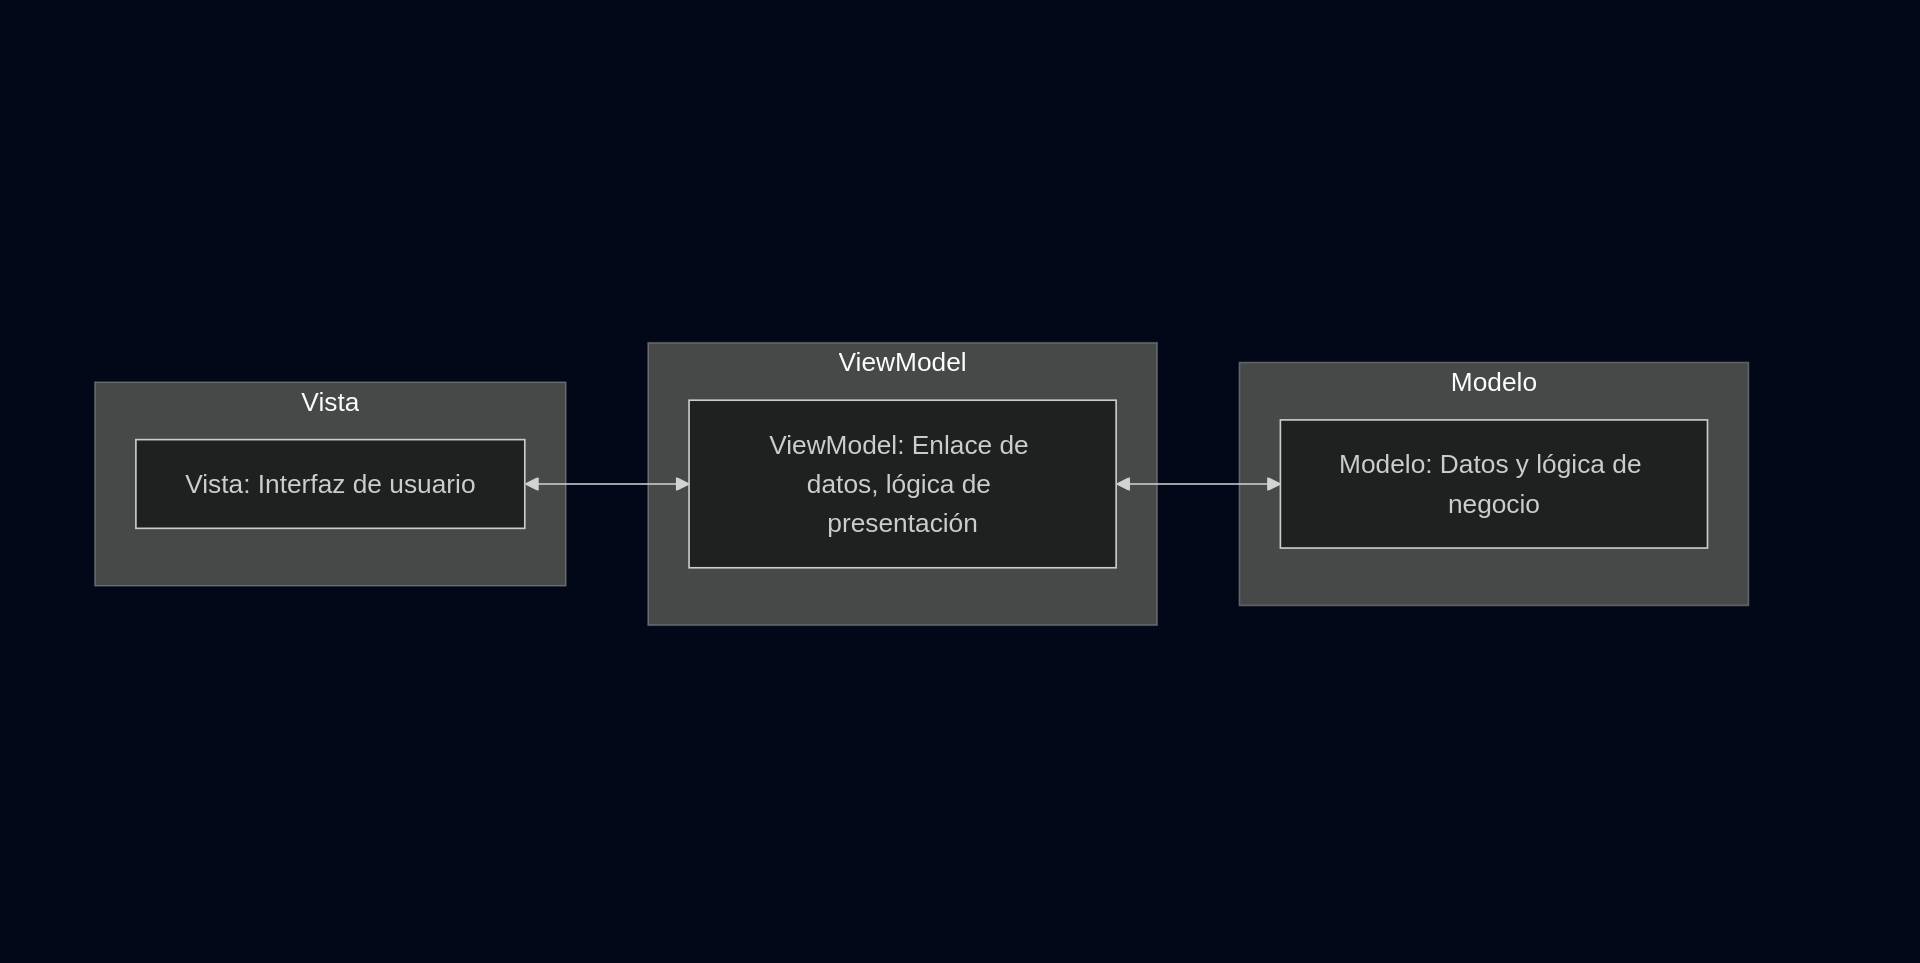 Vista
Vista: Interfaz de usuario
ViewModel
ViewModel: Enlace de
datos, lógica de
presentación
Modelo
Modelo: Datos y lógica de
negocio